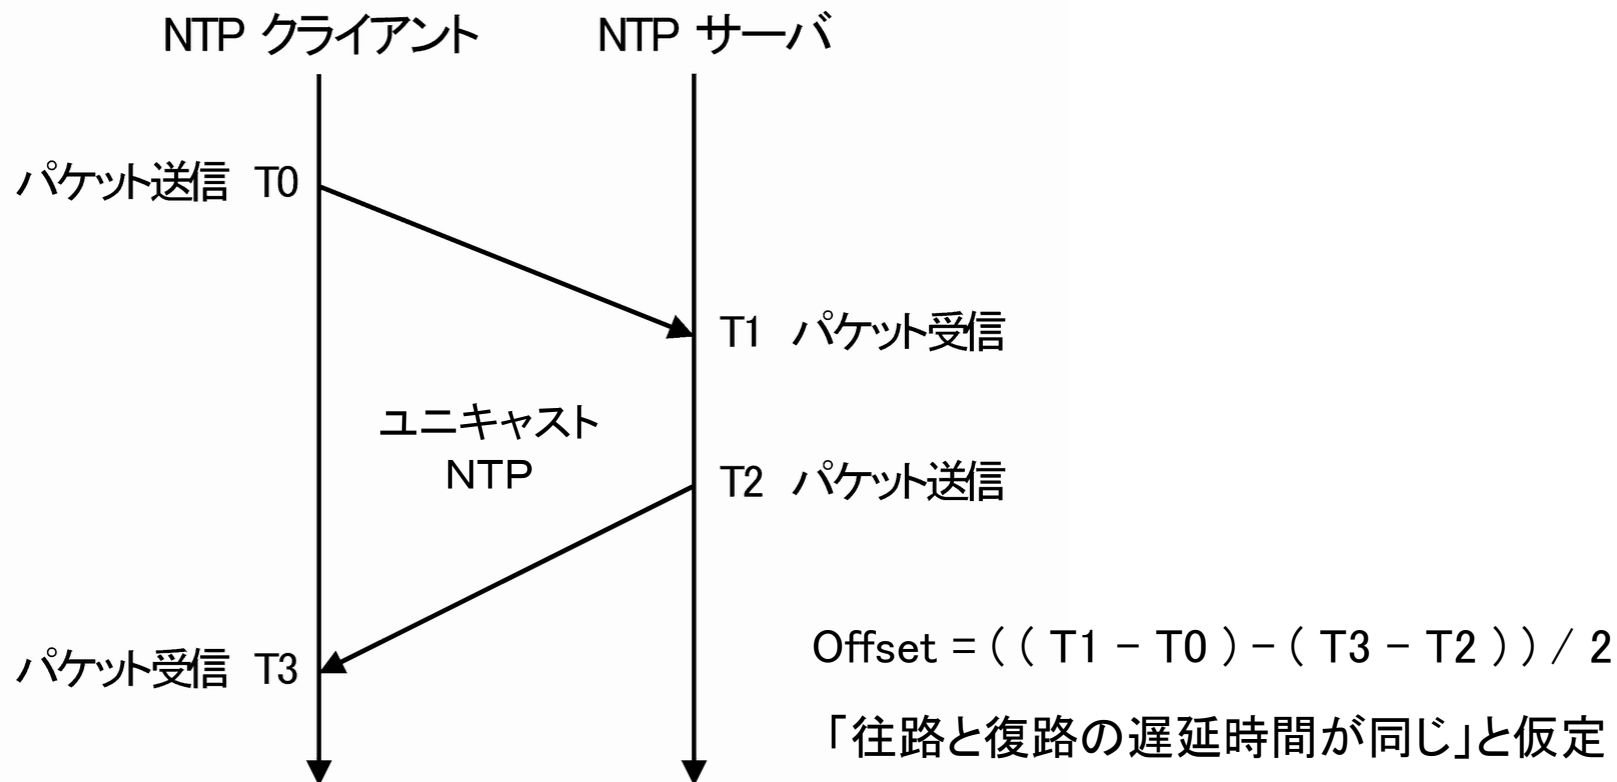 NTP クライアント
NTP サーバ
パケット送信 T0
T1 パケット受信
ユニキャスト
NTP
T2 パケット送信
パケット受信 T3
Offset = ( ( T1 − T0 ) − ( T3 − T2 ) ) / 2
「往路と復路の遅延時間が同じ」と仮定